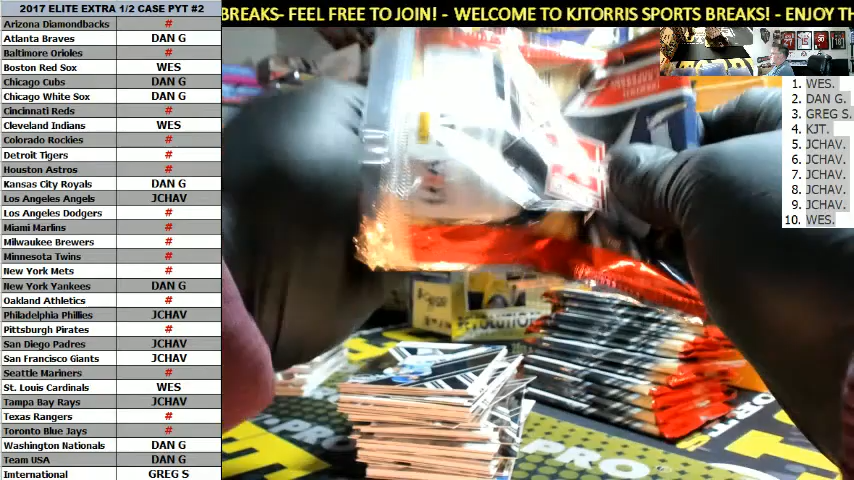 2017 ELITE EXTRA 1/2 CASE PYT #2
Arizona Diamondbacks #
Atlanta Braves DAN G
Baltimore Orioles #
Boston Red Sox WES
Chicago Cubs DAN G
Chicago White Sox DAN G
Cincinnati Reds #
Cleveland Indians WES
Colorado Rockies #
Detroit Tigers #
Houston Astros #
Kansas City Royals DAN G
Los Angeles Angels JCHAV
Los Angeles Dodgers #
Miami Marlins #
Milwaukee Brewers #
Minnesota Twins #
New York Mets #
New York Yankees DAN G
Oakland Athletics #
Philadelphia Phillies JCHAV
Pittsburgh Pirates #
San Diego Padres JCHAV
San Francisco Giants JCHAV
Seattle Mariners #
St. Louis Cardinals WES
Tampa Bay Rays JCHAV
Texas Rangers #
Toronto Blue Jays #
Washington Nationals DAN G
Team USA DAN G
International GREG S
BREAKS- FEEL FREE TO JOIN! - WELCOME TO KJTORRIS SPORTS BREAKS! - ENJOY TH
1. WES.
2. DAN G.
3. GREG S.
4. KJT.
5. JCHAV.
6. JCHAV.
7. JCHAV.
8. JCHAV.
9. JCHAV.
10. WES.
PRO